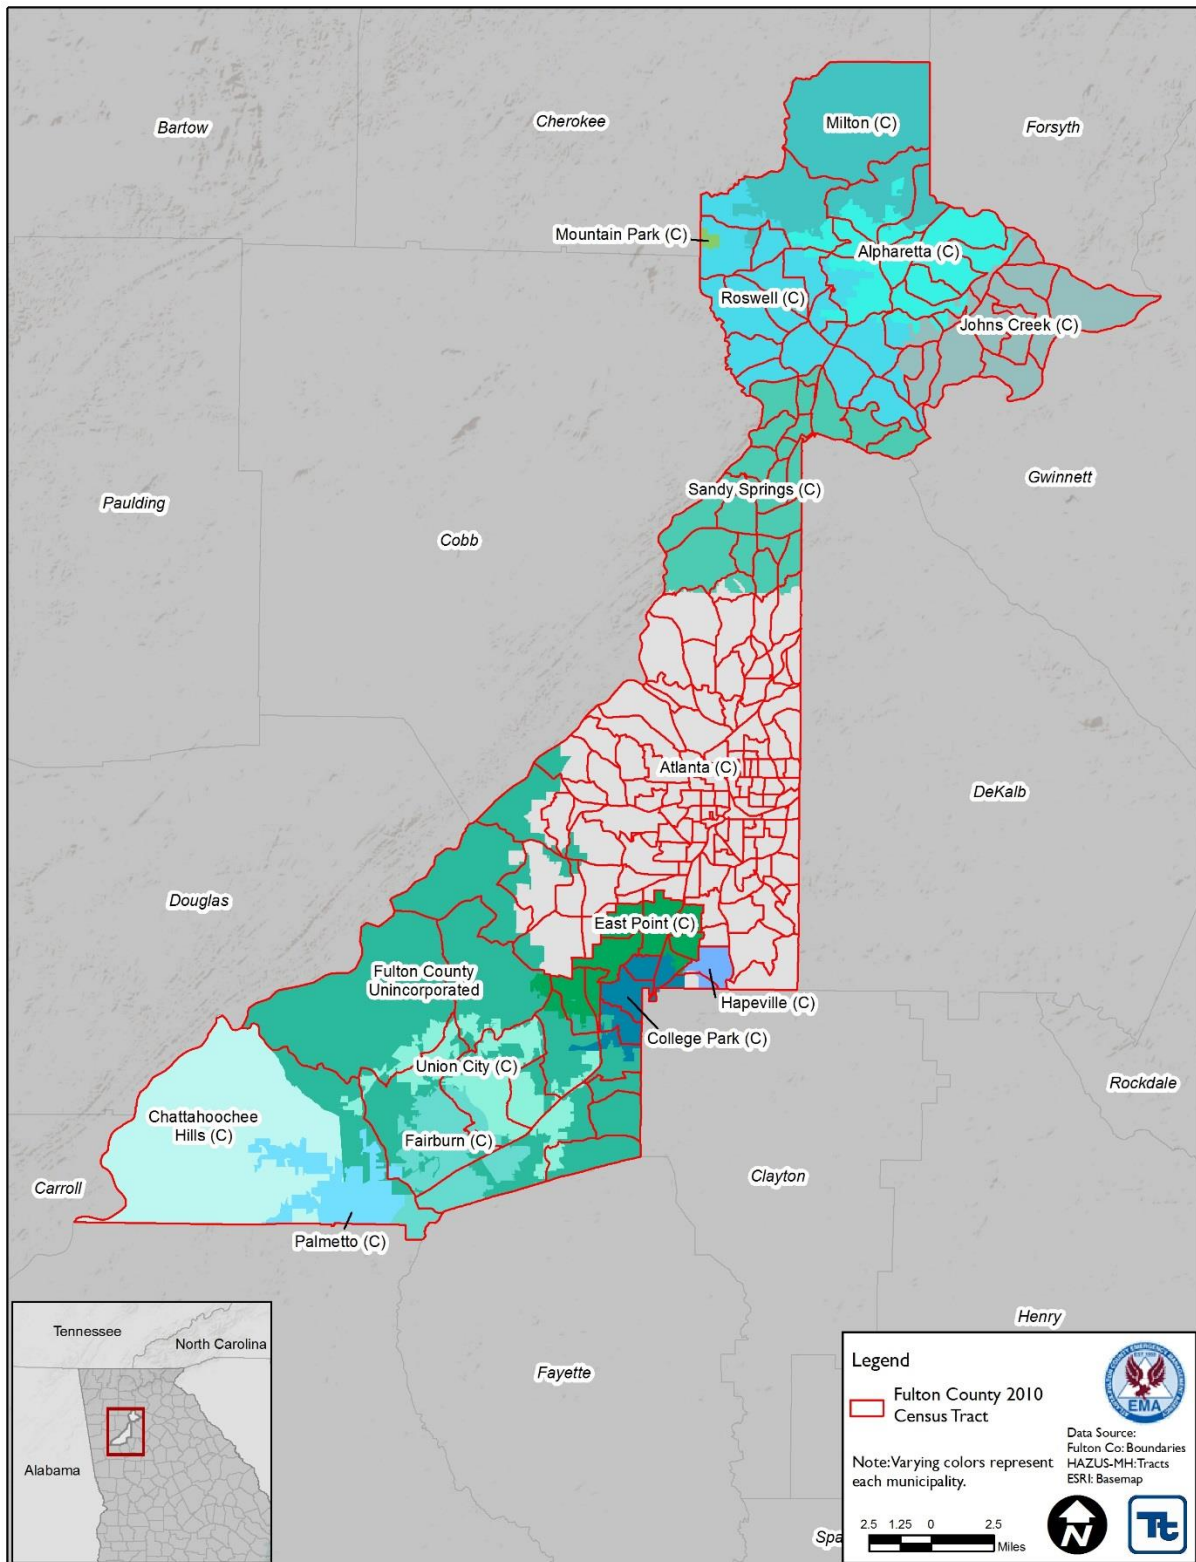 Bartow
Cherokee
Forsyth
Milton (C)
Mountain Park (C)
Alpharetta (C)
Roswell (C)
Johns Creek (C)
Gwinnett
Sandy Springs (C)
Paulding
Cobb
Atlanta (C)
DeKalb
Douglas
East Point (C)
Fulton County
Unincorporated
Hapeville (C)
College Park (C)
Union City (C)
Rockdale
Chattahoochee
Hills (C)
Fairburn (C)
Clayton
Carroll
Palmetto (C)
Henry
Fayette
Spa
Tennessee
North Carolina
Alabama
Legend
Fulton County 2010
Census Tract
EMA
Data Source:
Fulton Co: Boundaries
HAZUS-MH: Tracts
ESRI: Basemap
Note: Varying colors represent
each municipality.
2.5 1.25 0 2.5
Miles
N
Tt